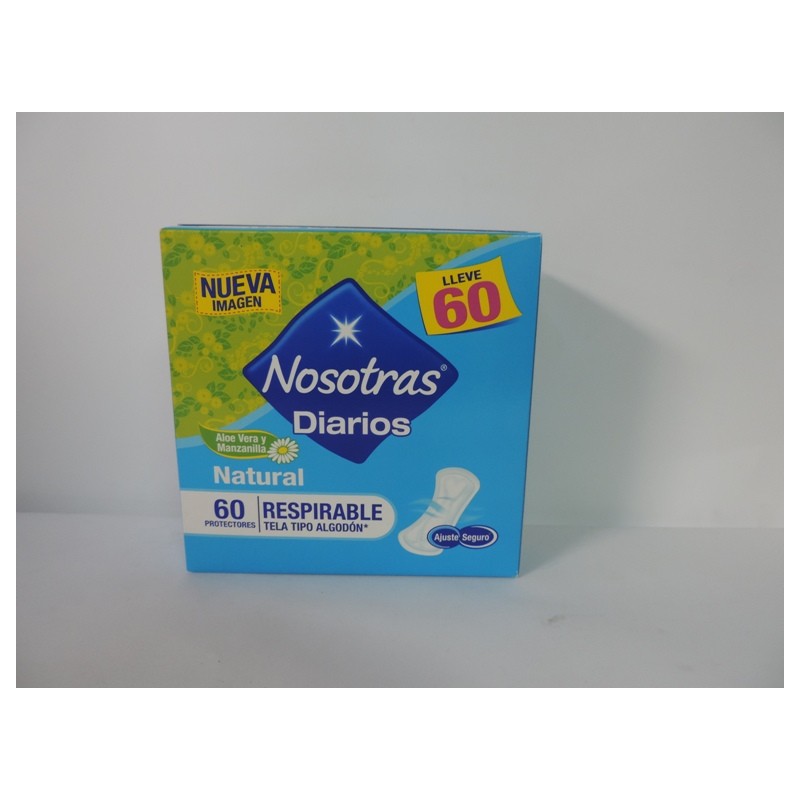 NUEVA
IMAGEN
LLEVE
60
Nosotras®
Diarios
Aloe Vera y
Manzanilla
Natural
60
PROTECTORES
RESPIRABLE
TELA TIPO ALGODÓN*
Ajuste Seguro